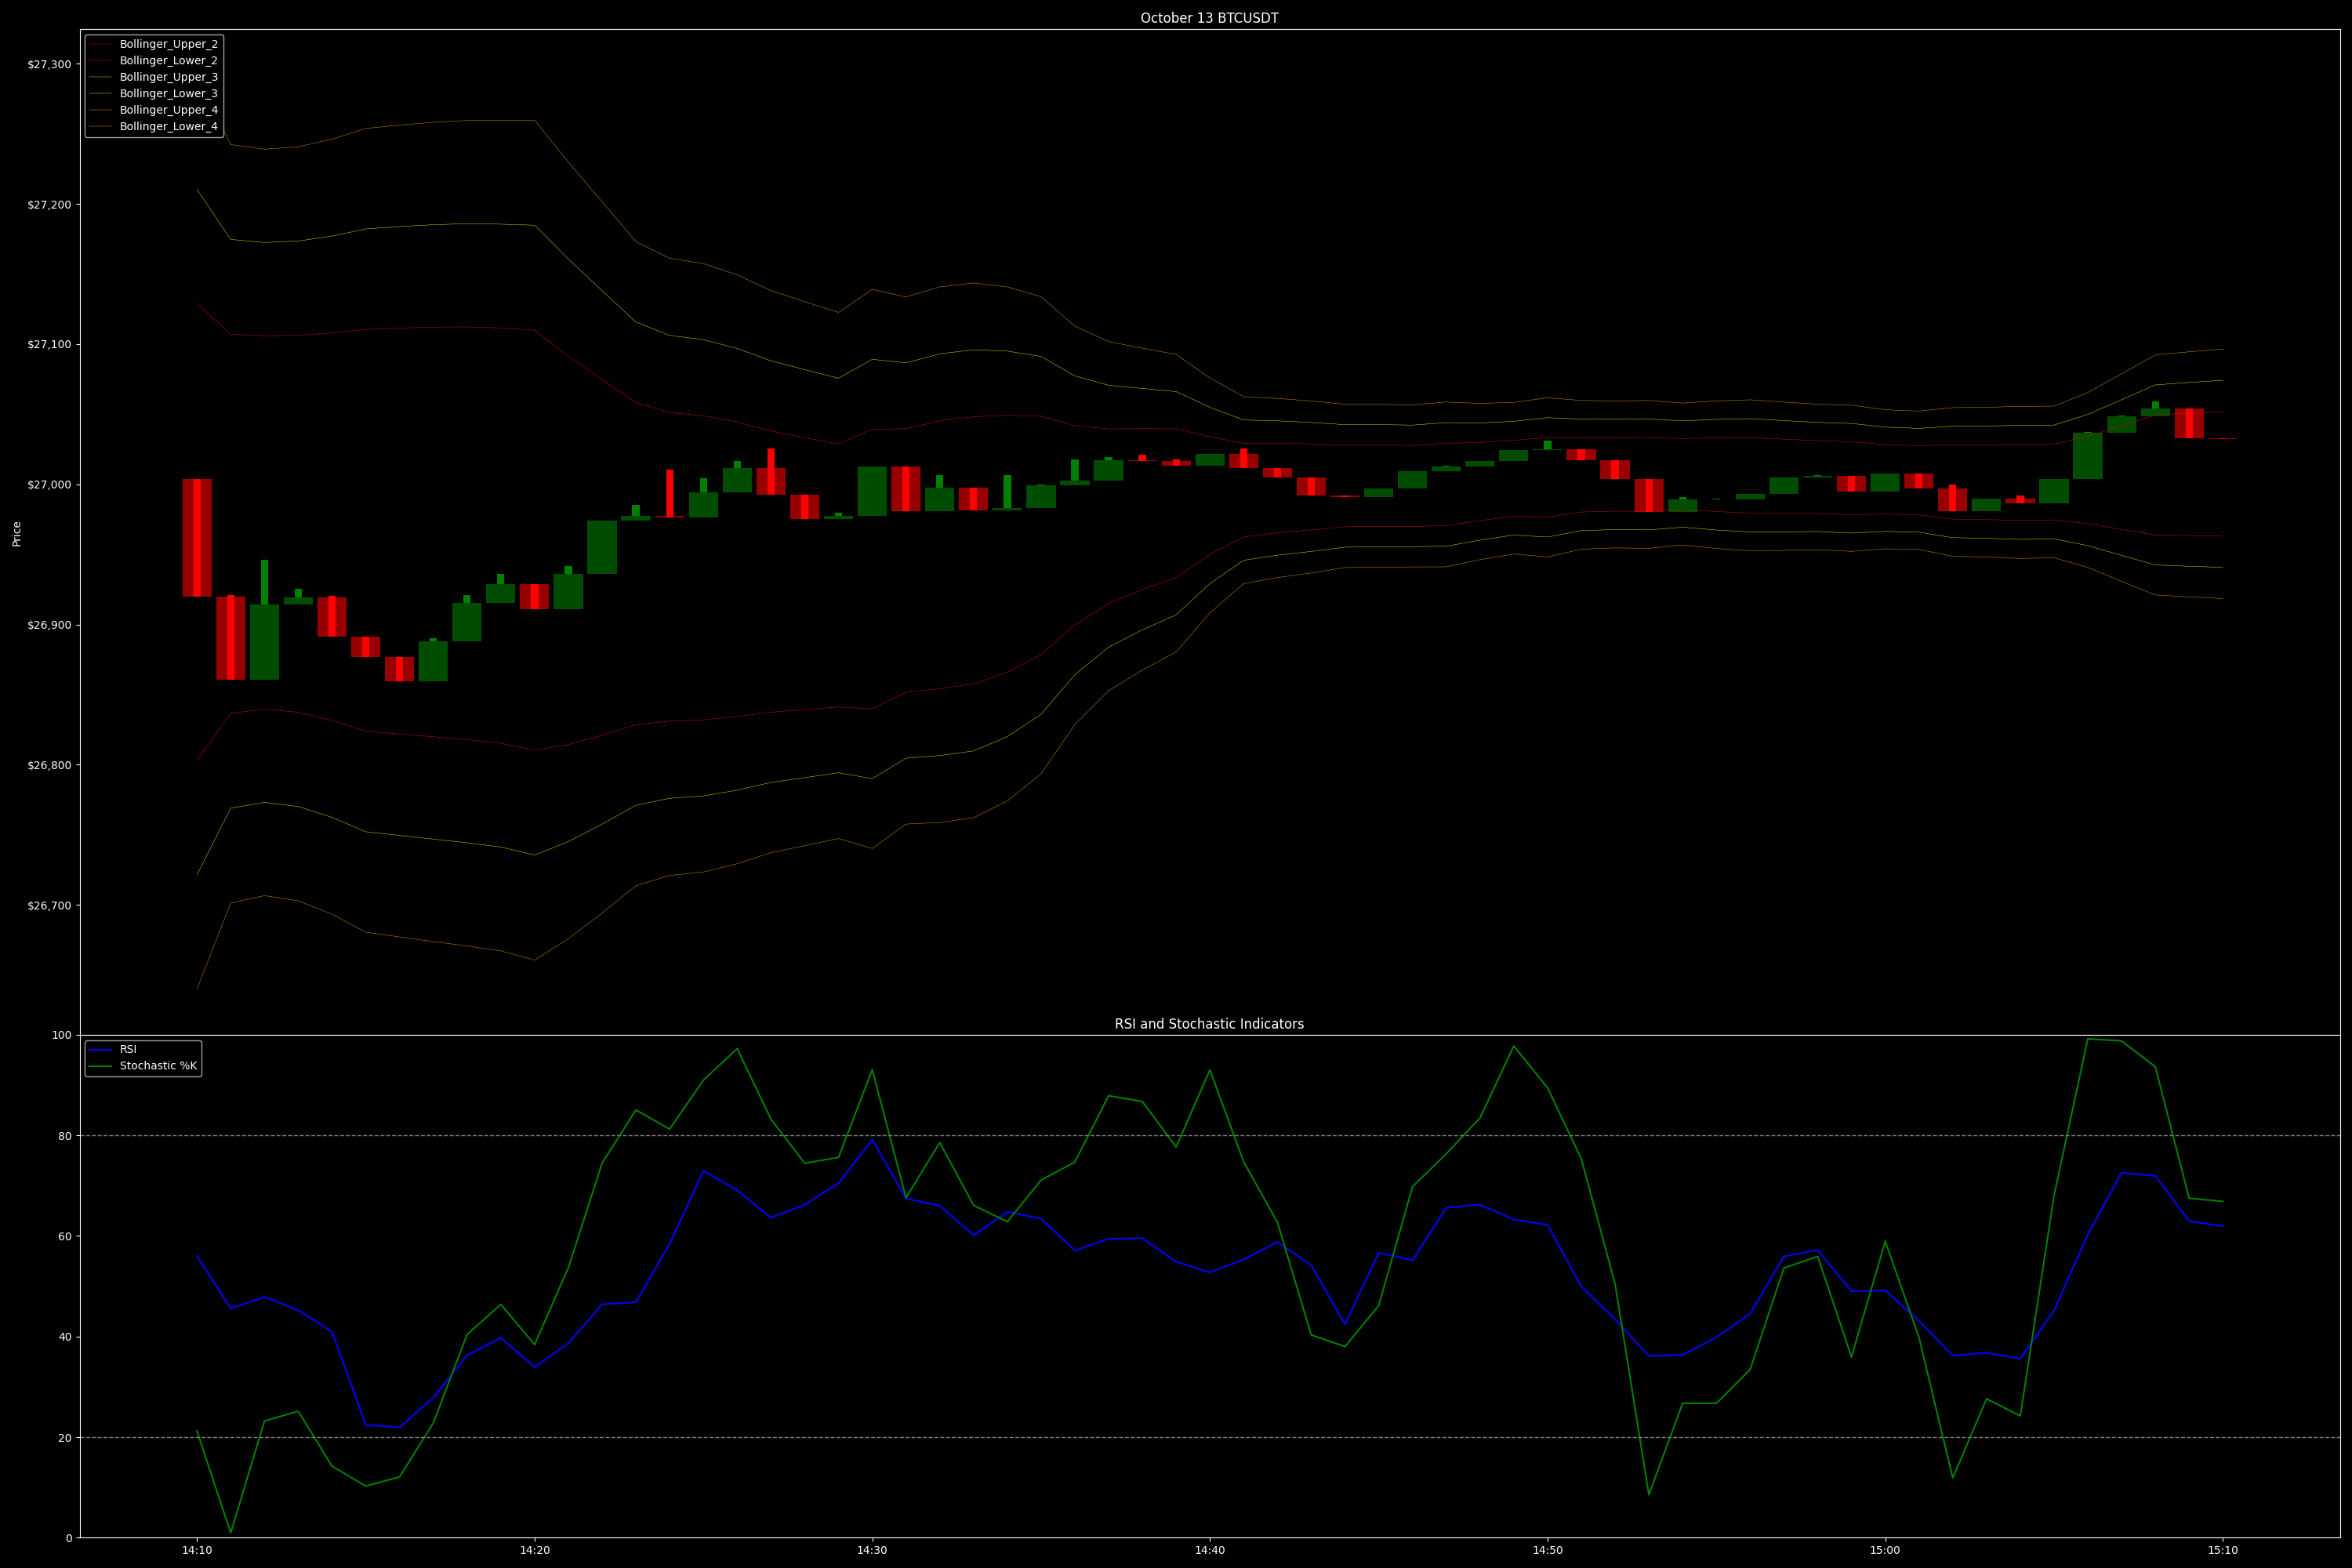 October 13 BTCUSDT
Bollinger_Upper_2
Bollinger_Lower_2
Bollinger_Upper_3
Bollinger_Lower_3
Bollinger_Upper_4
Bollinger_Lower_4
$27,300
$27,200
$27,100
$27,000
$26,900
$26,800
$26,700
Price
RSI and Stochastic Indicators
RSI
Stochastic %K
100
80
60
40
20
0
14:10 14:20 14:30 14:40 14:50 15:00 15:10